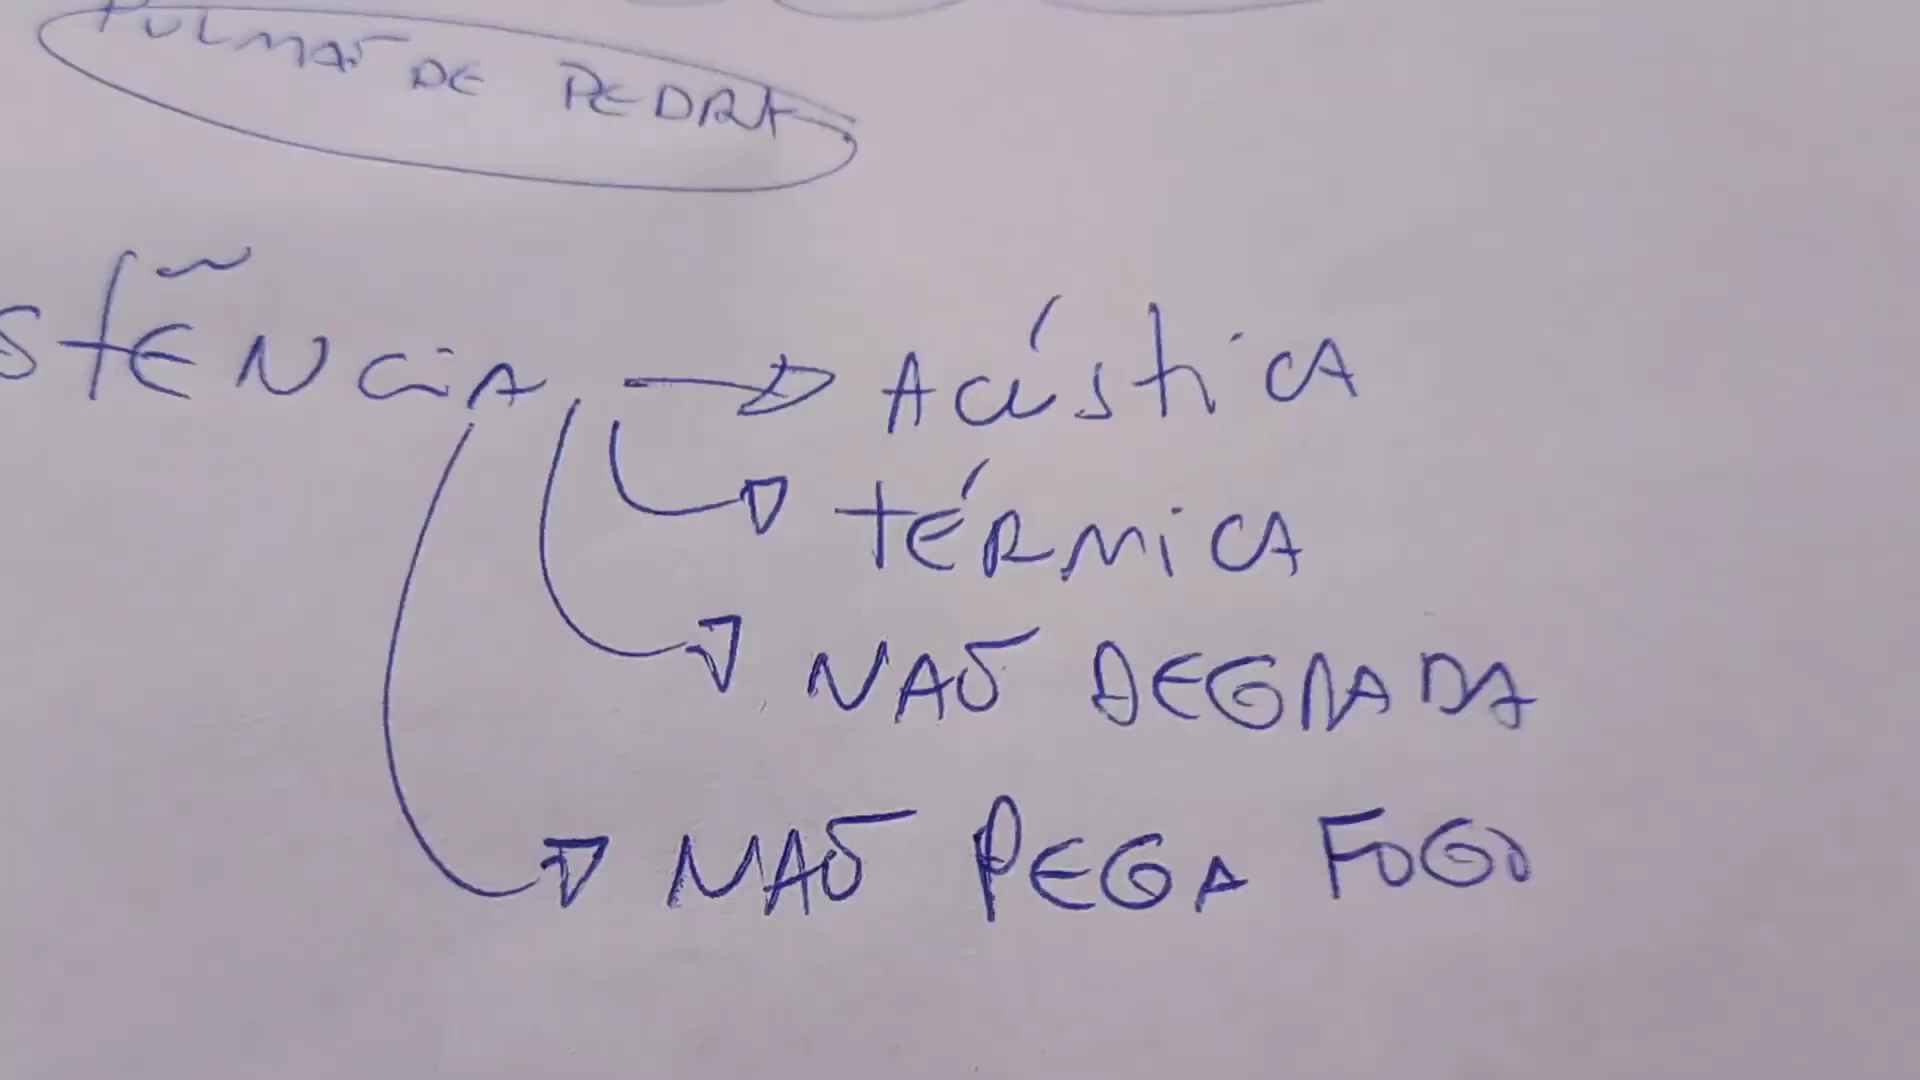 PULMÃO DE PEDRA
STÊNCIA → ACÚSTICA
TÉRMICA
NÃO DEGRADA
NÃO PEGA FOGO